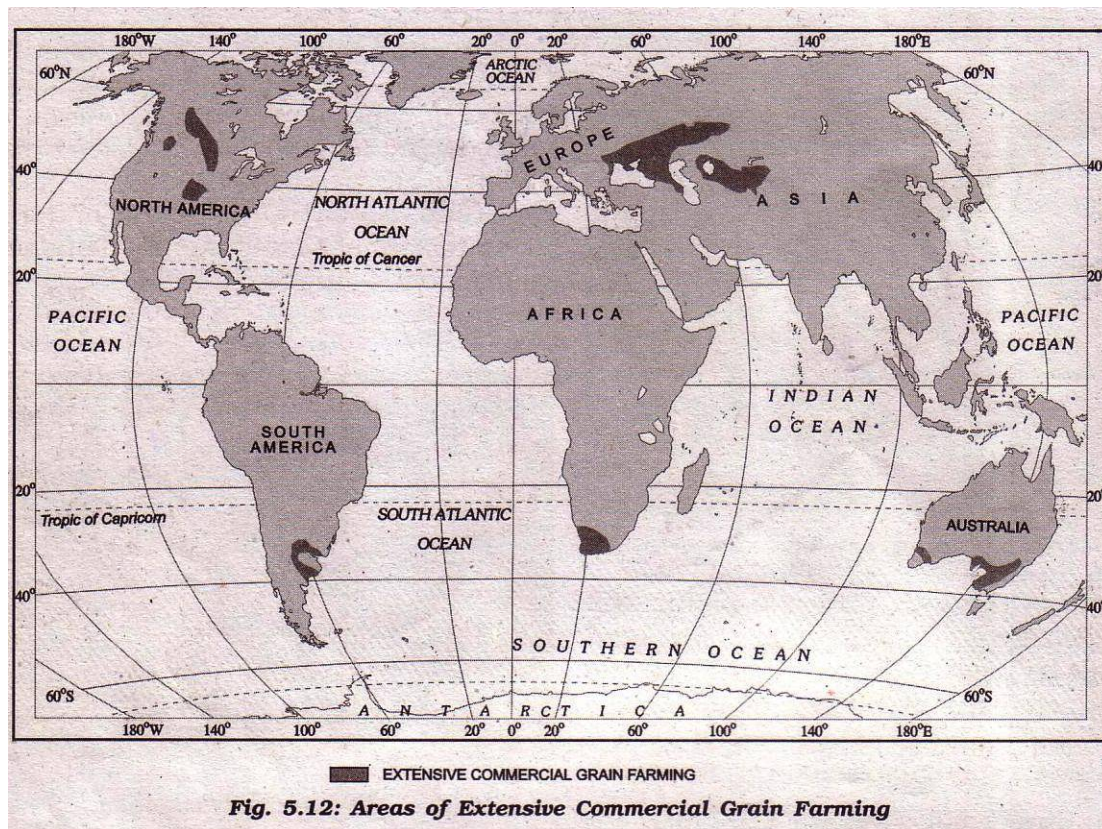 180°W 140° 100° 60° 20° 0° 20° 60° 100° 140° 180°E
ARCTIC
OCEAN
60°N 60°N
EUROPE
40° 40°
ASIA
NORTH AMERICA
NORTH ATLANTIC
OCEAN
Tropic of Cancer
20° 20°
AFRICA
PACIFIC
OCEAN
PACIFIC
OCEAN
INDIAN
OCEAN
SOUTH
AMERICA
20° 20°
Tropic of Capricorn
SOUTH ATLANTIC
OCEAN
AUSTRALIA
40° 40°
SOUTHERN OCEAN
60°S 60°S
ANTARCTICA
180°W 140° 100° 60° 20° 0° 20° 60° 100° 140° 180°E
EXTENSIVE COMMERCIAL GRAIN FARMING
Fig. 5.12: Areas of Extensive Commercial Grain Farming